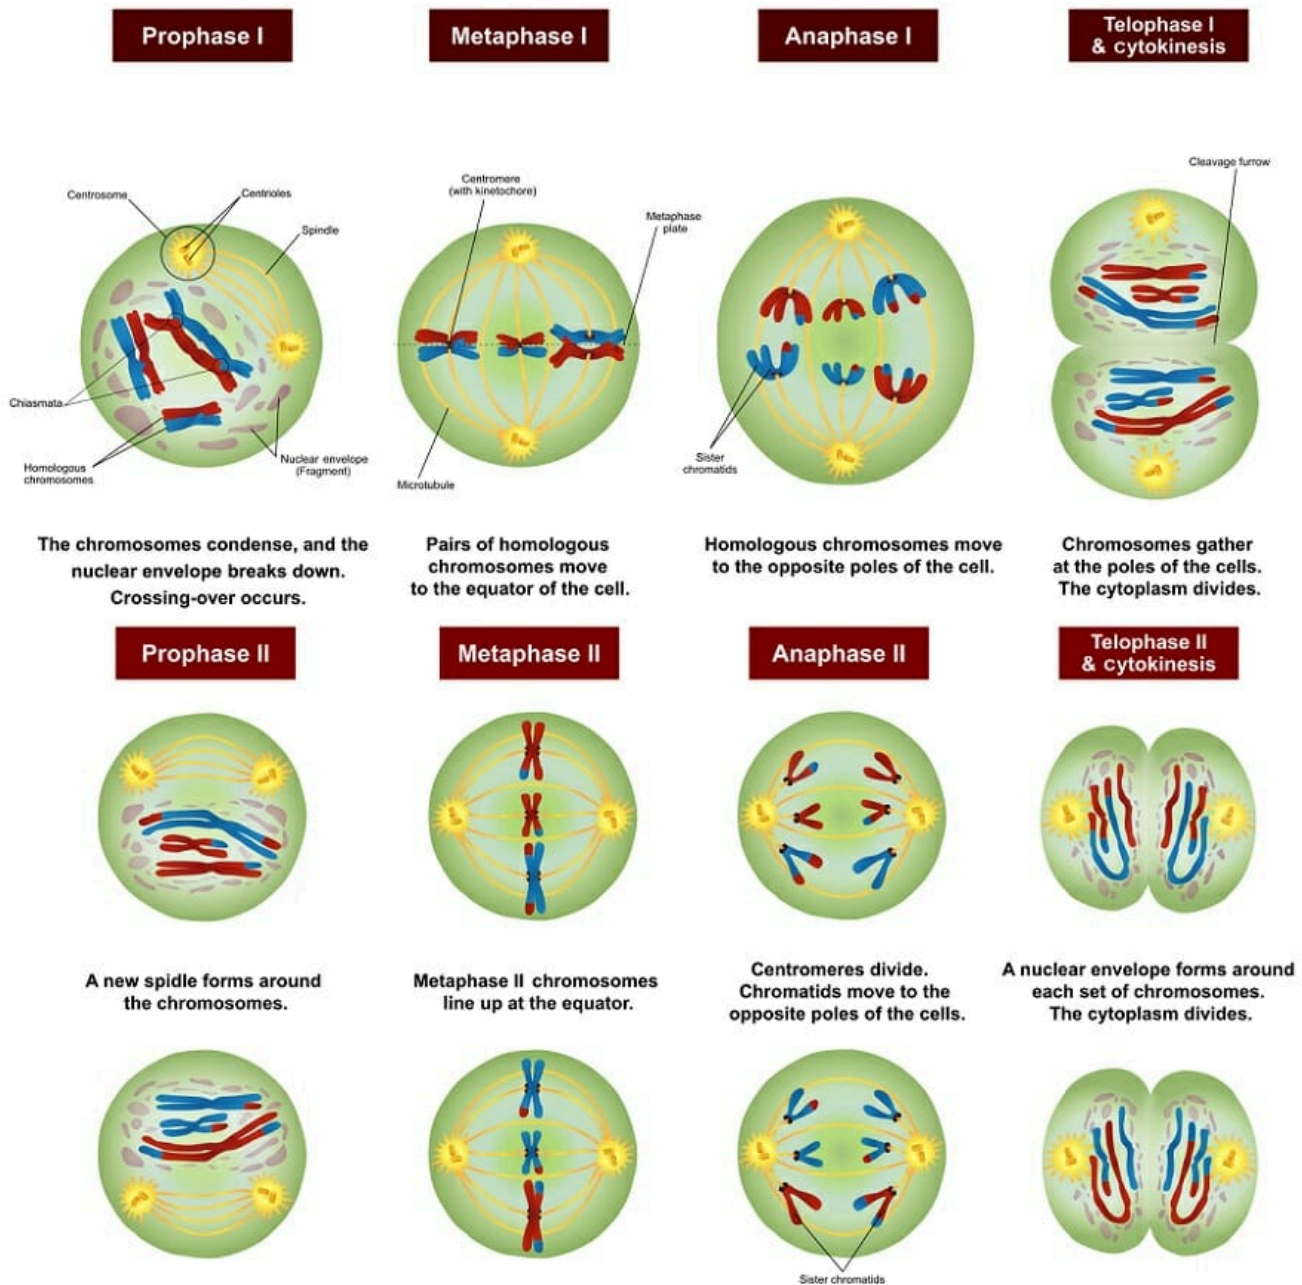 Prophase I
Metaphase I
Anaphase I
Telophase I
& cytokinesis
Cleavage furrow
Centrosome
Centrioles
Spindle
Chiasmata
Homologous
chromosomes
Nuclear envelope
(Fragment)
Centromere
(with kinetochore)
Metaphase
plate
Microtubule
Sister
chromatids
The chromosomes condense, and the
nuclear envelope breaks down.
Crossing-over occurs.
Pairs of homologous
chromosomes move
to the equator of the cell.
Homologous chromosomes move
to the opposite poles of the cell.
Chromosomes gather
at the poles of the cells.
The cytoplasm divides.
Prophase II
Metaphase II
Anaphase II
Telophase II
& cytokinesis
A new spidle forms around
the chromosomes.
Metaphase II chromosomes
line up at the equator.
Centromeres divide.
Chromatids move to the
opposite poles of the cells.
A nuclear envelope forms around
each set of chromosomes.
The cytoplasm divides.
Sister chromatids